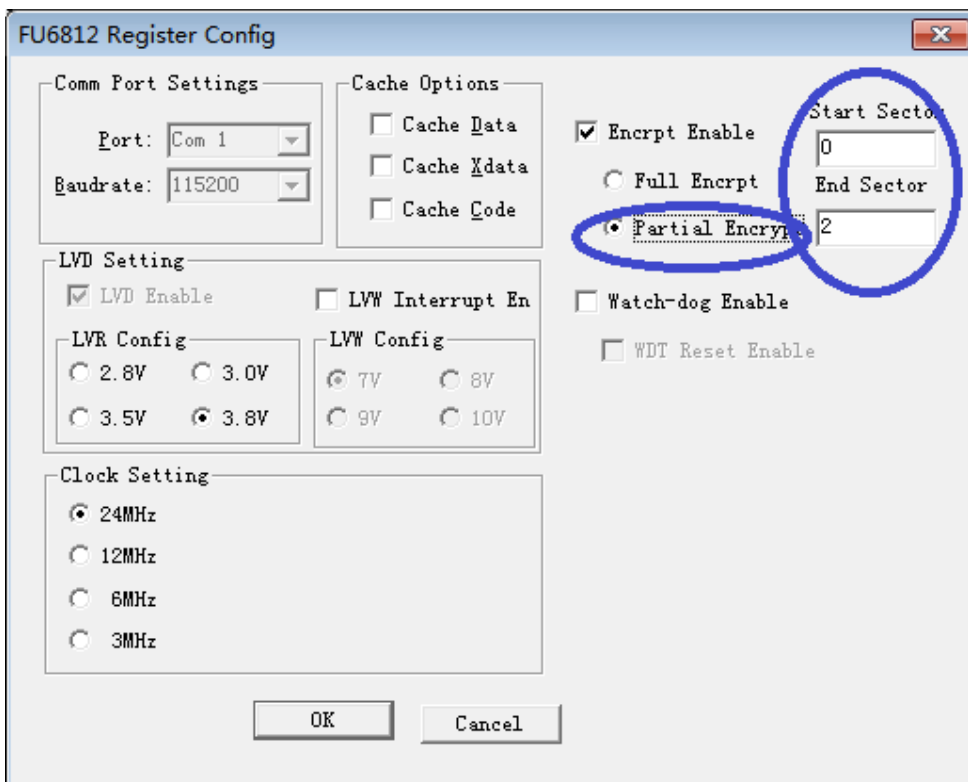 FU6812 Register Config
Comm Port Settings
Port: Com 1
Baudrate: 115200
Cache Options
Cache Data
Cache Xdata
Cache Code
Encrpt Enable
Full Encrpt
Partial Encryp
Start Sector
0
End Sector
2
LVD Setting
LVD Enable
LVW Interrupt En
LVR Config
2.8V 3.0V
3.5V 3.8V
LVW Config
7V 8V
9V 10V
Watch-dog Enable
WDT Reset Enable
Clock Setting
24MHz
12MHz
6MHz
3MHz
OK
Cancel